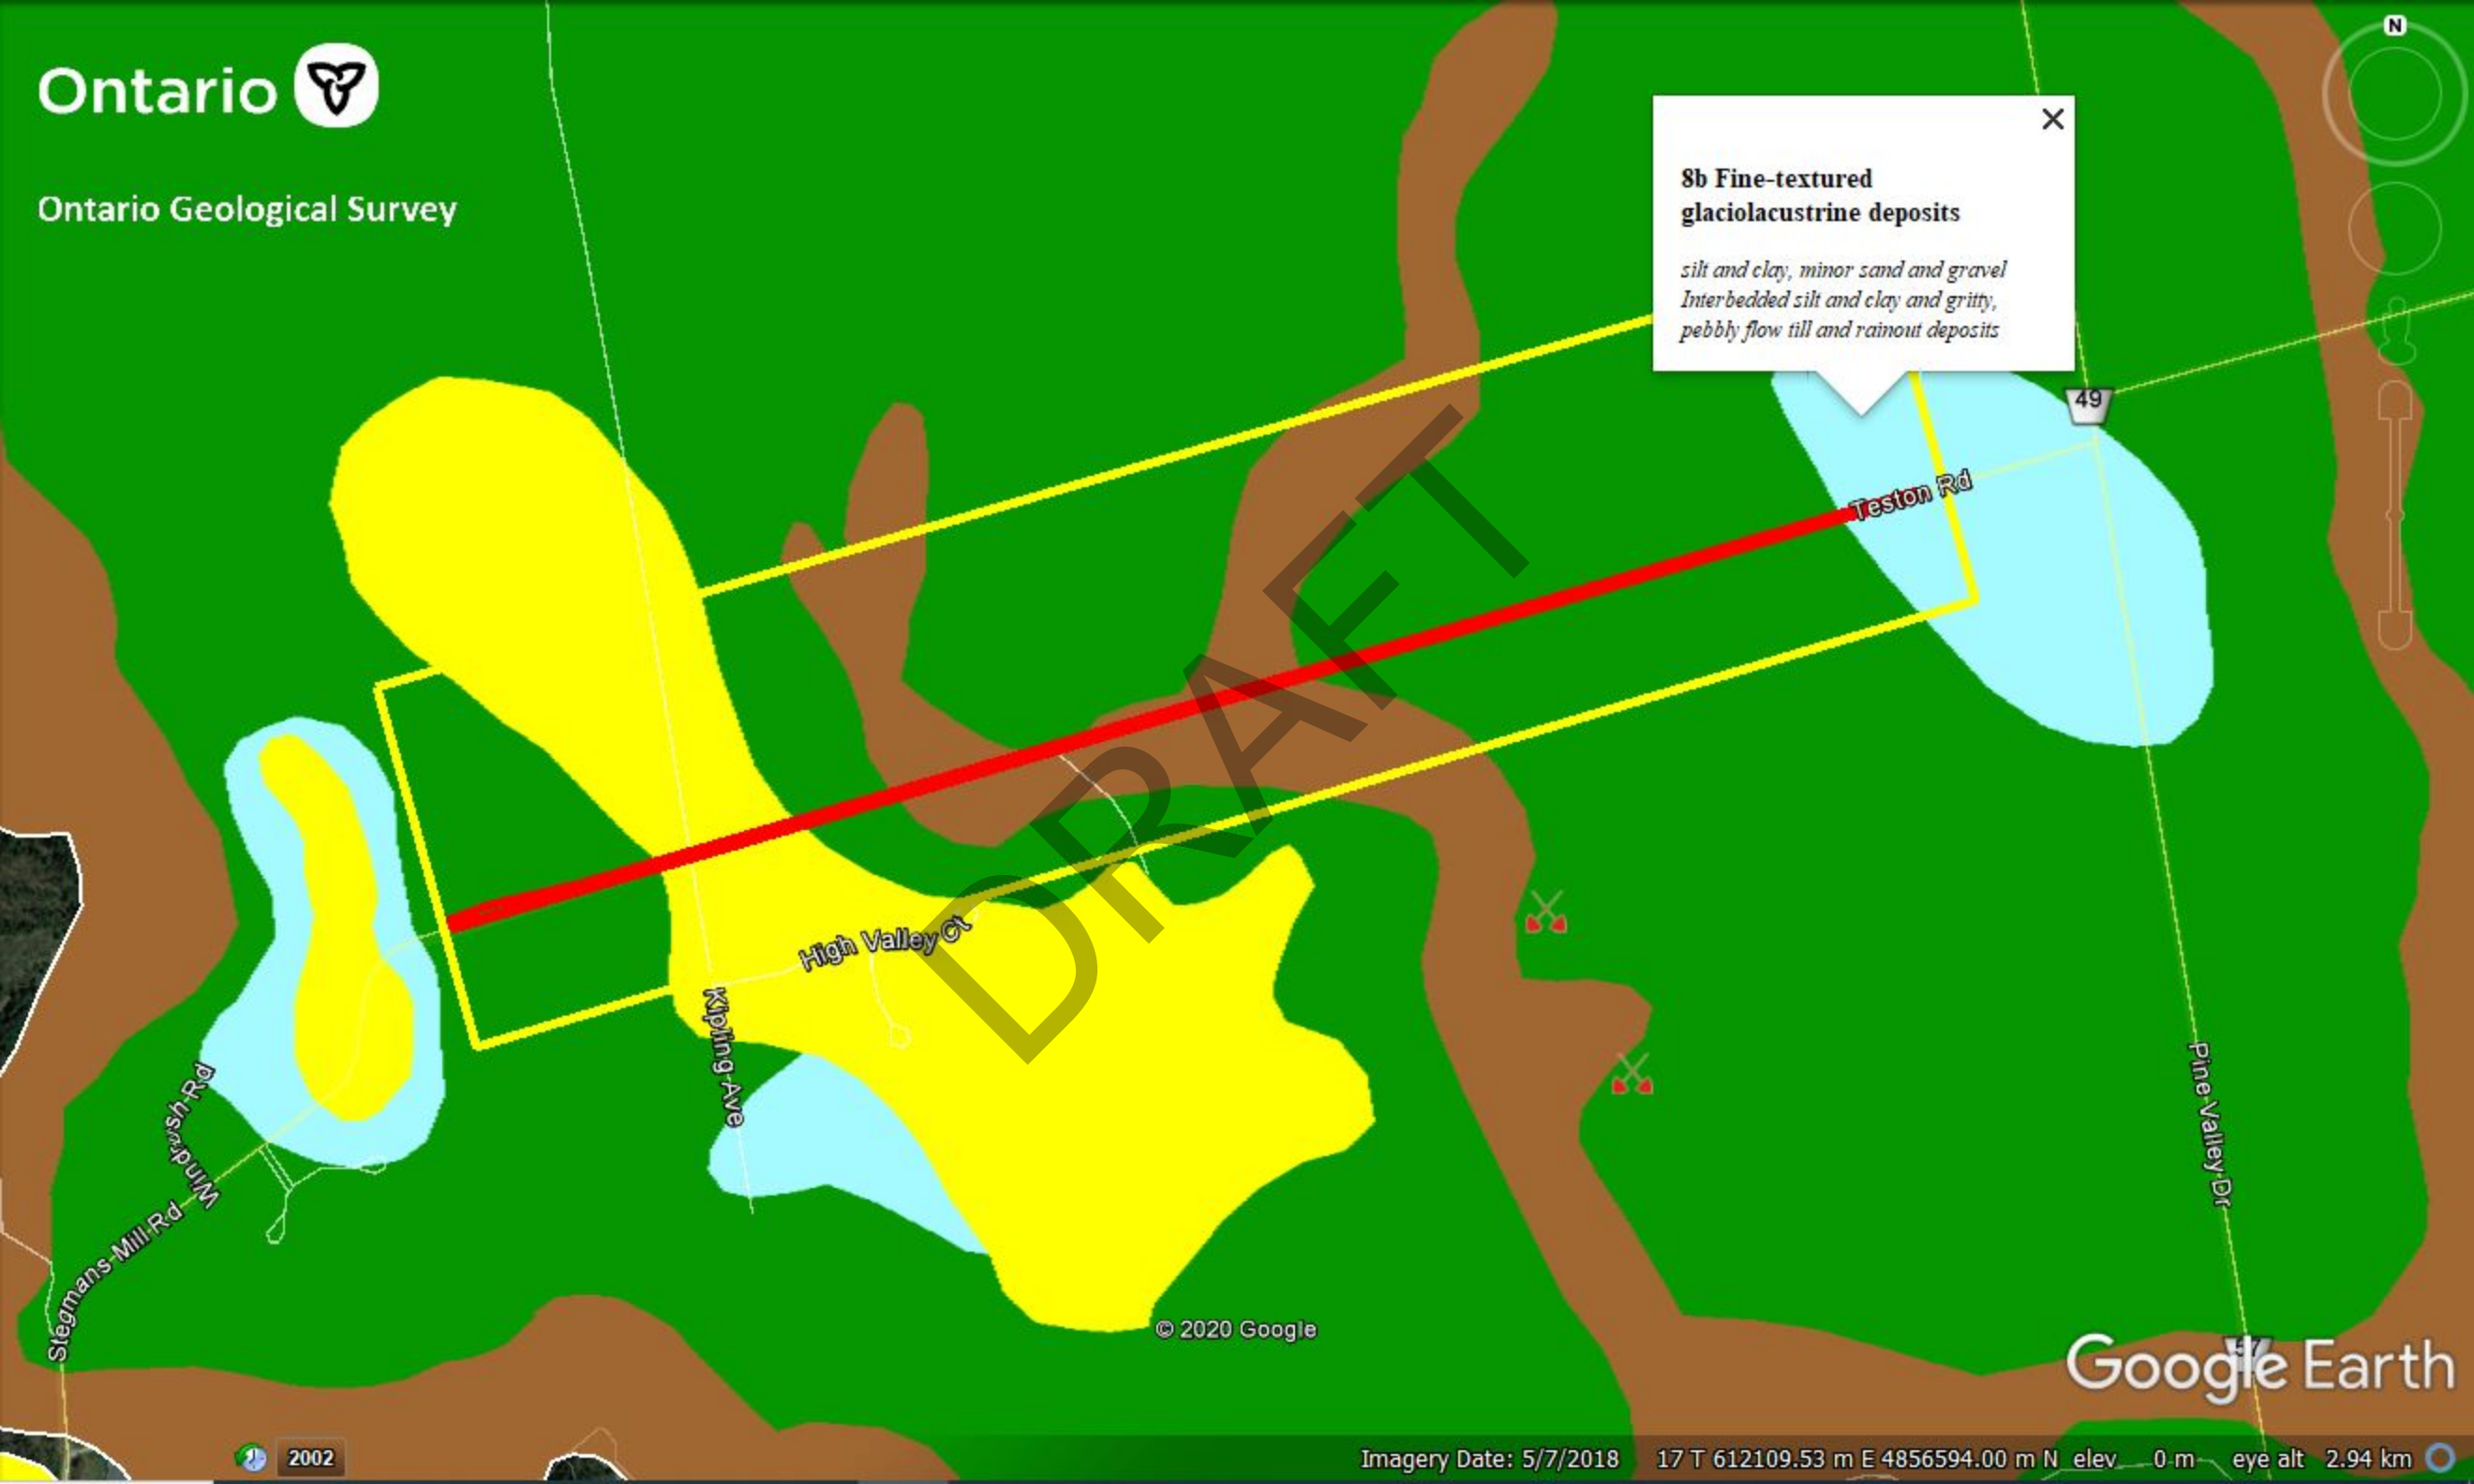 N
Ontario
Ontario Geological Survey
8b Fine-textured
glaciolacustrine deposits
silt and clay, minor sand and gravel
Interbedded silt and clay and gritty,
pebbly flow till and rainout deposits
49
Teston Rd
DRAFT
High Valley Ct
Kipling Ave
Pine Valley Dr
Windrush Rd
Stegmans Mill Rd
© 2020 Google
57
Google Earth
2002
Imagery Date: 5/7/2018 17 T 612109.53 m E 4856594.00 m N elev 0 m eye alt 2.94 km